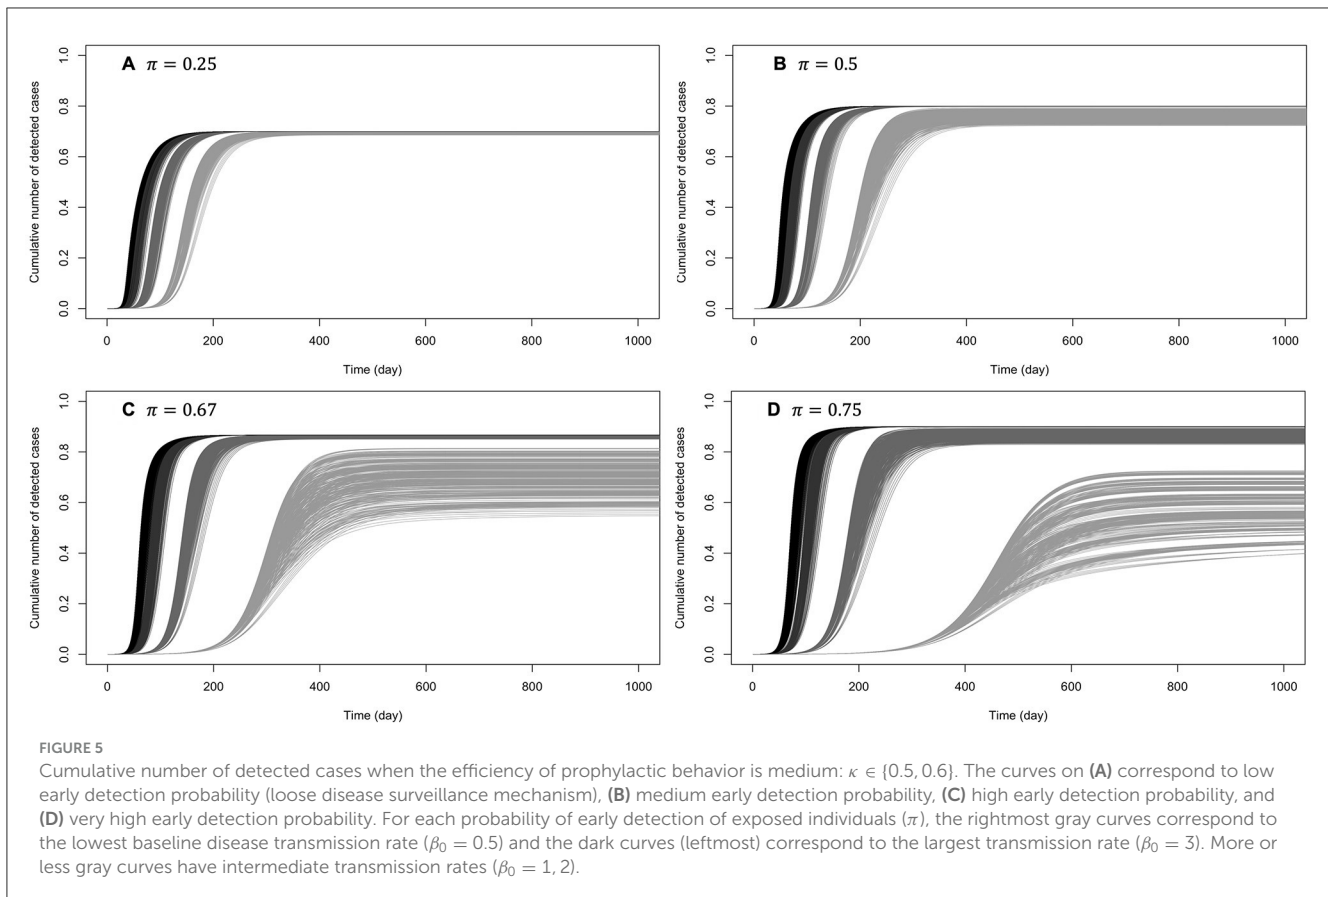 A π = 0.25
Cumulative number of detected cases
0.0 0.2 0.4 0.6 0.8 1.0
0 200 400 600 800 1000
Time (day)
B π = 0.5
Cumulative number of detected cases
0.0 0.2 0.4 0.6 0.8 1.0
0 200 400 600 800 1000
Time (day)
C π = 0.67
Cumulative number of detected cases
0.0 0.2 0.4 0.6 0.8 1.0
0 200 400 600 800 1000
Time (day)
D π = 0.75
Cumulative number of detected cases
0.0 0.2 0.4 0.6 0.8 1.0
0 200 400 600 800 1000
Time (day)
FIGURE 5
Cumulative number of detected cases when the efficiency of prophylactic behavior is medium: κ ∈ {0.5, 0.6}. The curves on (A) correspond to low
early detection probability (loose disease surveillance mechanism), (B) medium early detection probability, (C) high early detection probability, and
(D) very high early detection probability. For each probability of early detection of exposed individuals (π), the rightmost gray curves correspond to
the lowest baseline disease transmission rate (β₀ = 0.5) and the dark curves (leftmost) correspond to the largest transmission rate (β₀ = 3). More or
less gray curves have intermediate transmission rates (β₀ = 1, 2).